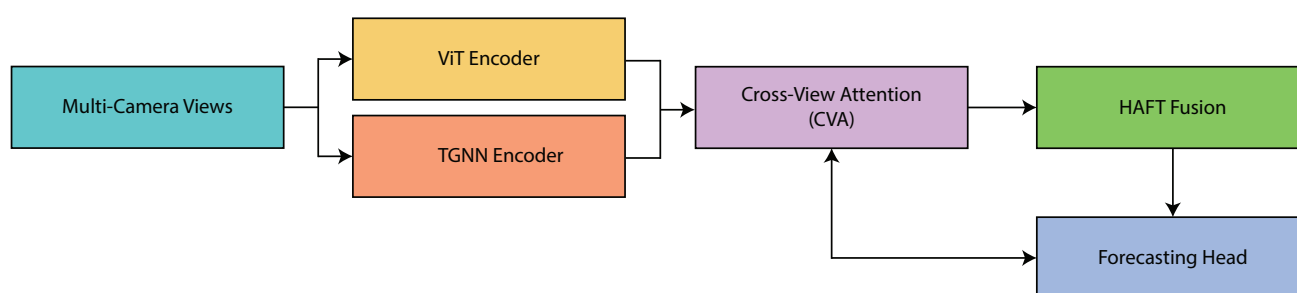 Multi-Camera Views
ViT Encoder
TGNN Encoder
Cross-View Attention
(CVA)
HAFT Fusion
Forecasting Head